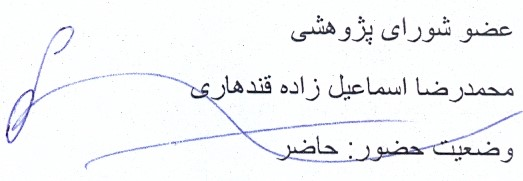 عضو شورای پژوهشی
محمدرضا اسماعیل زاده قندهاری
وضعیت حضور: حاضر